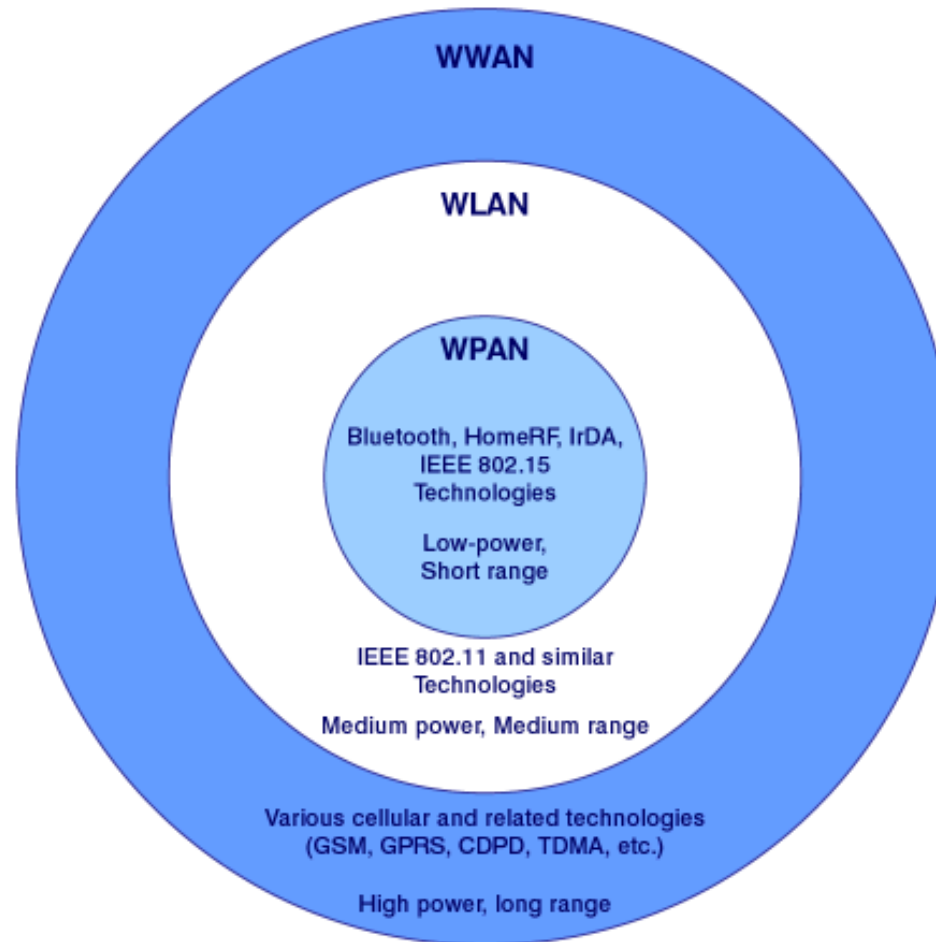 WWAN
WLAN
WPAN
Bluetooth, HomeRF, IrDA,
IEEE 802.15
Technologies
Low-power,
Short range
IEEE 802.11 and similar
Technologies
Medium power, Medium range
Various cellular and related technologies
(GSM, GPRS, CDPD, TDMA, etc.)
High power, long range